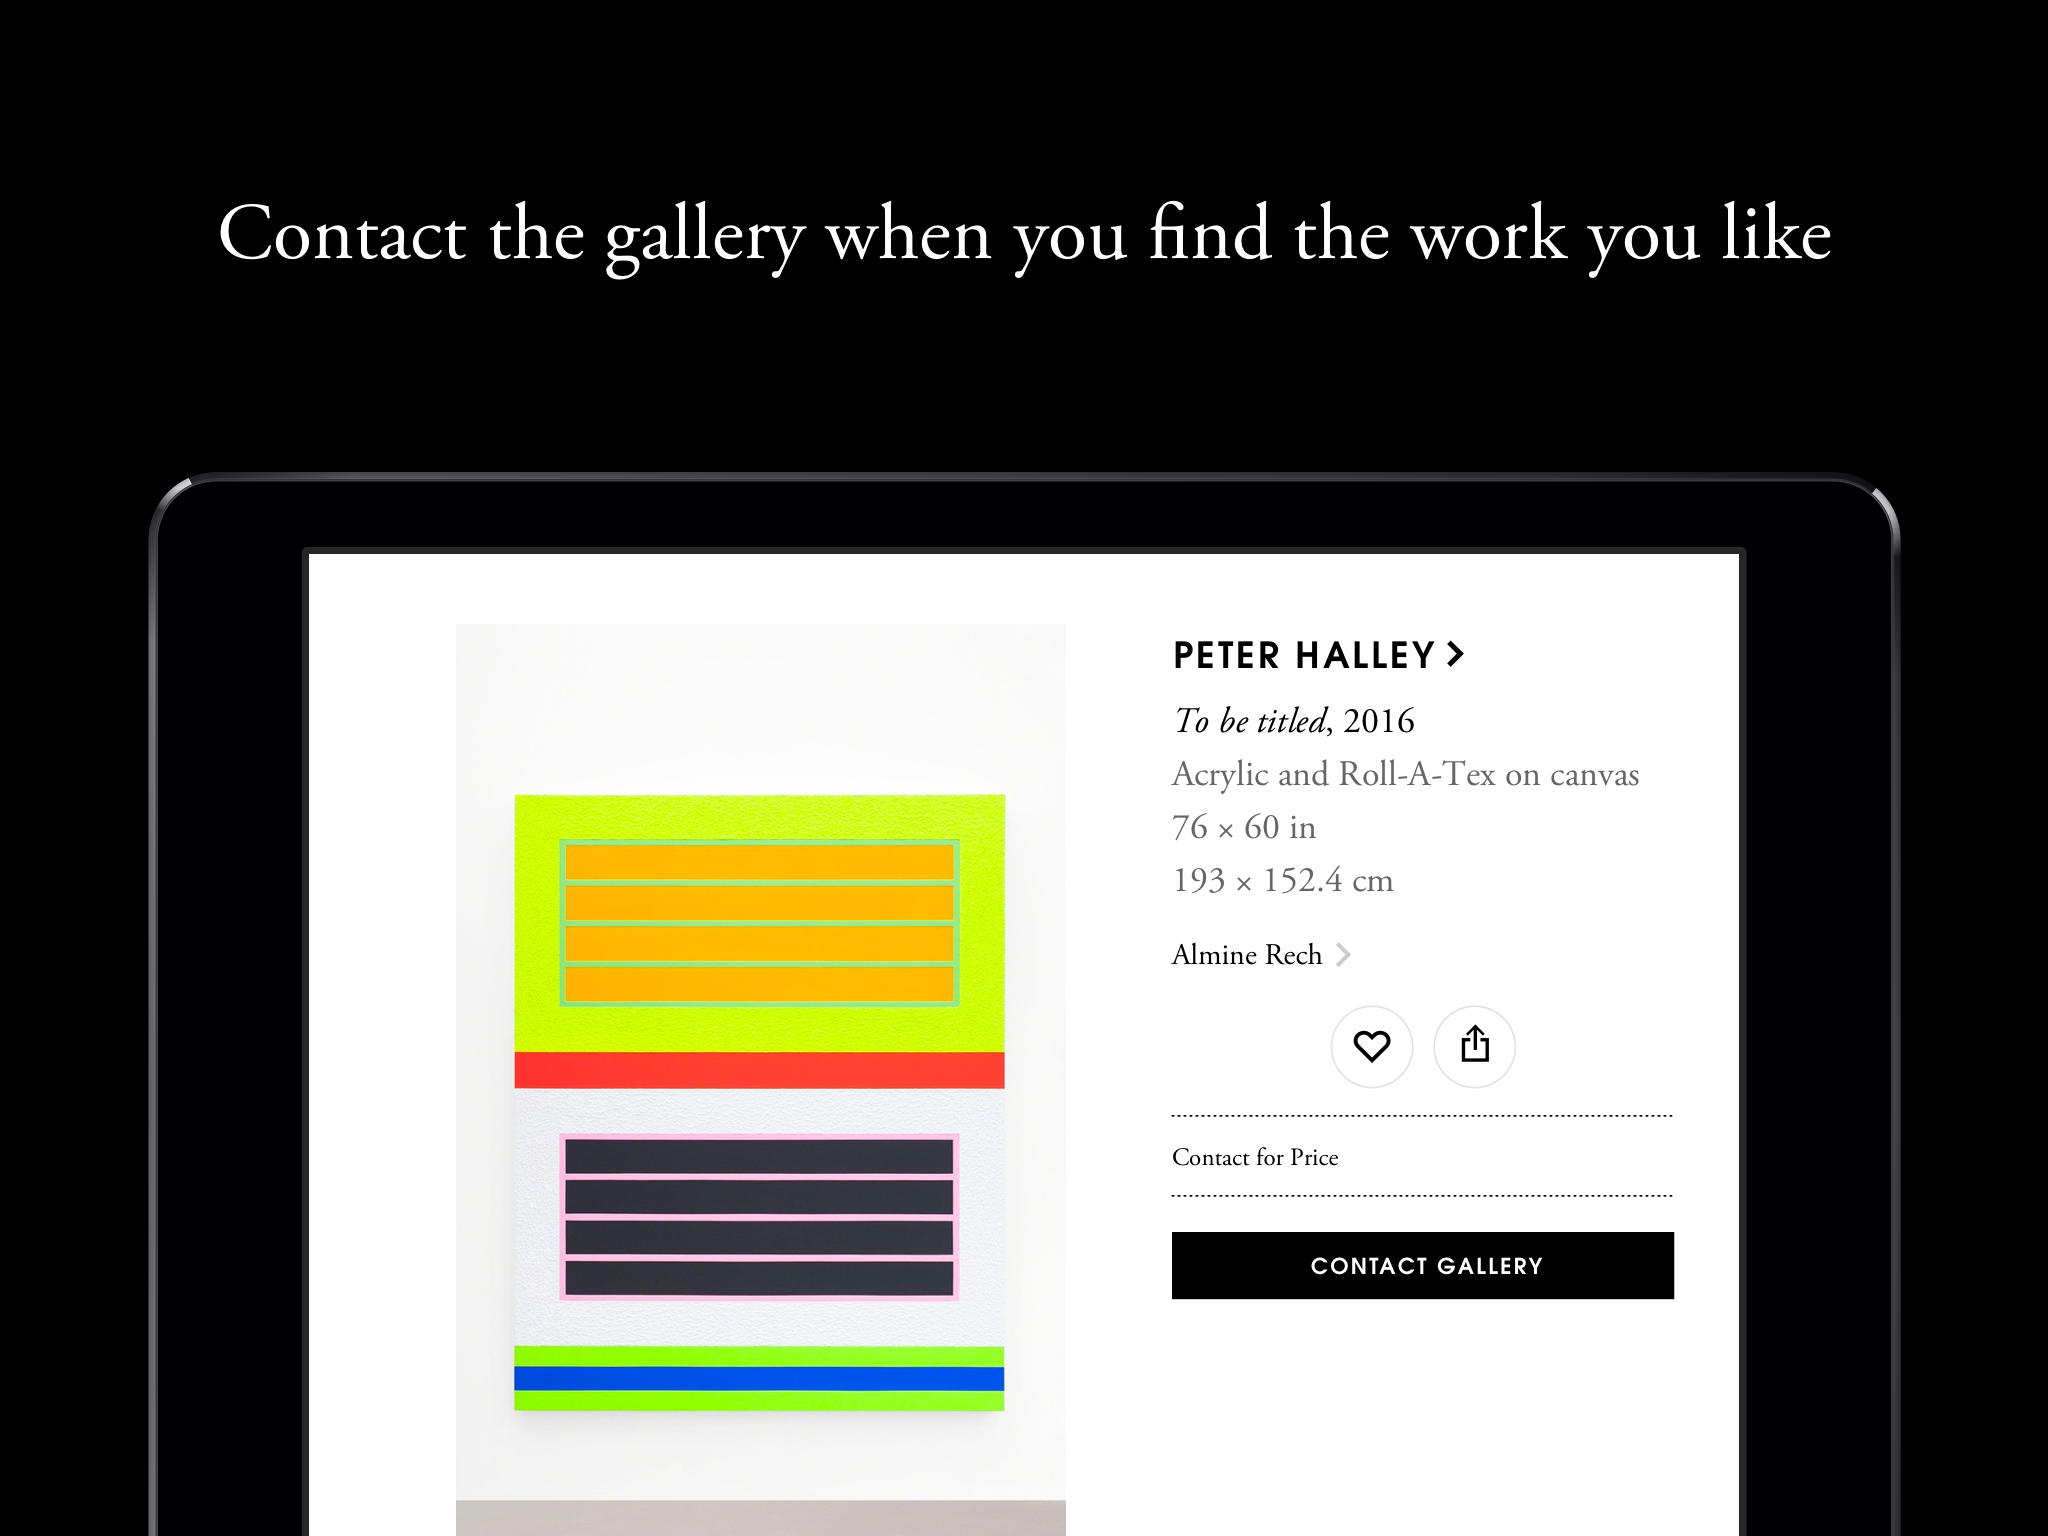 Contact the gallery when you find the work you like
PETER HALLEY
To be titled, 2016
Acrylic and Roll-A-Tex on canvas
76 × 60 in
193 × 152.4 cm
Almine Rech
Contact for Price
CONTACT GALLERY